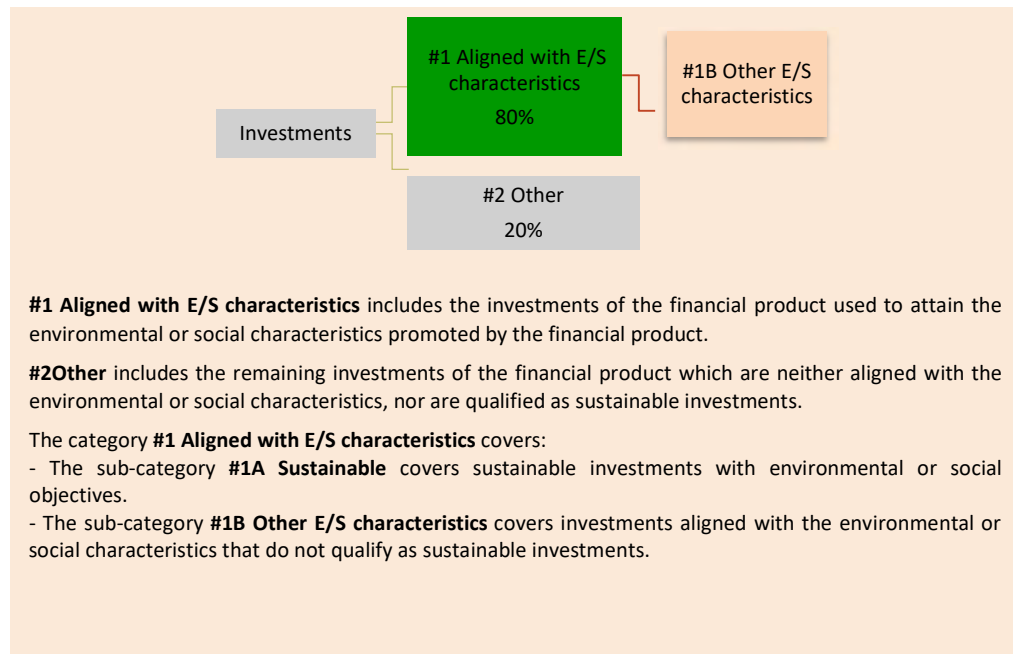 #1 Aligned with E/S
characteristics
80%
#1B Other E/S
characteristics
Investments
#2 Other
20%
#1 Aligned with E/S characteristics includes the investments of the financial product used to attain the
environmental or social characteristics promoted by the financial product.
#2Other includes the remaining investments of the financial product which are neither aligned with the
environmental or social characteristics, nor are qualified as sustainable investments.
The category #1 Aligned with E/S characteristics covers:
- The sub-category #1A Sustainable covers sustainable investments with environmental or social
objectives.
- The sub-category #1B Other E/S characteristics covers investments aligned with the environmental or
social characteristics that do not qualify as sustainable investments.